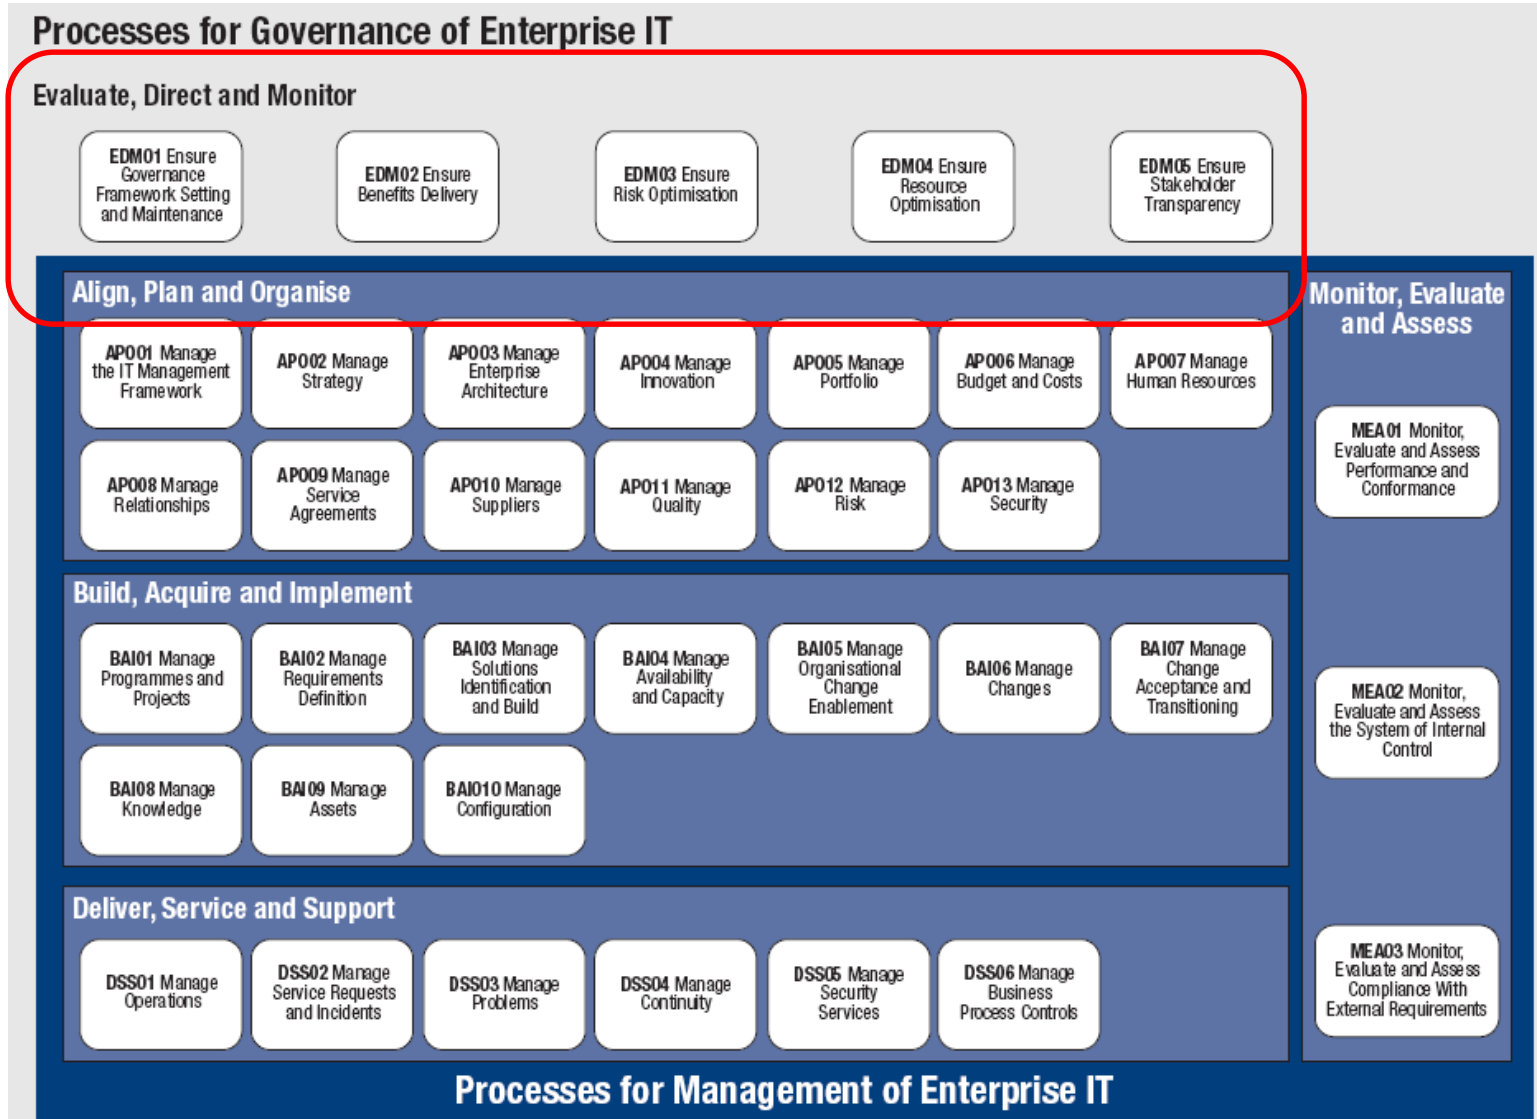 Processes for Governance of Enterprise IT
Evaluate, Direct and Monitor
EDM01 Ensure
Governance
Framework Setting
and Maintenance
EDM02 Ensure
Benefits Delivery
EDM03 Ensure
Risk Optimisation
EDM04 Ensure
Resource
Optimisation
EDM05 Ensure
Stakeholder
Transparency
Align, Plan and Organise
APO01 Manage
the IT Management
Framework
APO02 Manage
Strategy
APO03 Manage
Enterprise
Architecture
APO04 Manage
Innovation
APO05 Manage
Portfolio
APO06 Manage
Budget and Costs
APO07 Manage
Human Resources
APO08 Manage
Relationships
APO09 Manage
Service
Agreements
APO10 Manage
Suppliers
APO11 Manage
Quality
APO12 Manage
Risk
APO13 Manage
Security
Build, Acquire and Implement
BAI01 Manage
Programmes and
Projects
BAI02 Manage
Requirements
Definition
BAI03 Manage
Solutions
Identification
and Build
BAI04 Manage
Availability
and Capacity
BAI05 Manage
Organisational
Change
Enablement
BAI06 Manage
Changes
BAI07 Manage
Change
Acceptance and
Transitioning
BAI08 Manage
Knowledge
BAI09 Manage
Assets
BAI010 Manage
Configuration
Deliver, Service and Support
DSS01 Manage
Operations
DSS02 Manage
Service Requests
and Incidents
DSS03 Manage
Problems
DSS04 Manage
Continuity
DSS05 Manage
Security
Services
DSS06 Manage
Business
Process Controls
Monitor, Evaluate
and Assess
MEA01 Monitor,
Evaluate and Assess
Performance and
Conformance
MEA02 Monitor,
Evaluate and Assess
the System of Internal
Control
MEA03 Monitor,
Evaluate and Assess
Compliance With
External Requirements
Processes for Management of Enterprise IT